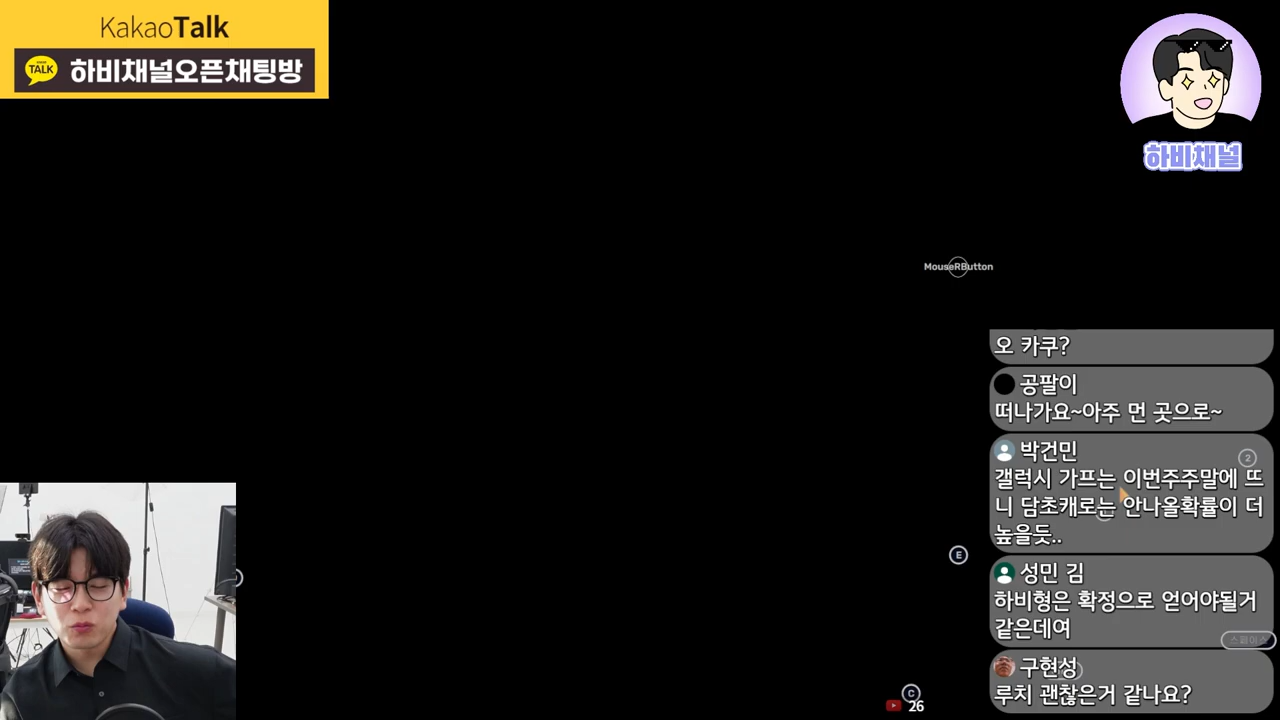 KakaoTalk
TALK 하비채널오픈채팅방
하비채널
MouseRButton
오 카쿠?
공팔이
떠나가요~아주 먼 곳으로~
박건민
2
갤럭시 가프는 이번주주말에 뜨
니 담초캐로는 안나올확률이 더
높을듯..
E
성민 김
하비형은 확정으로 얻어야될거
같은데여
스페이스
구현성
루치 괜찮은거 같나요?
C
26